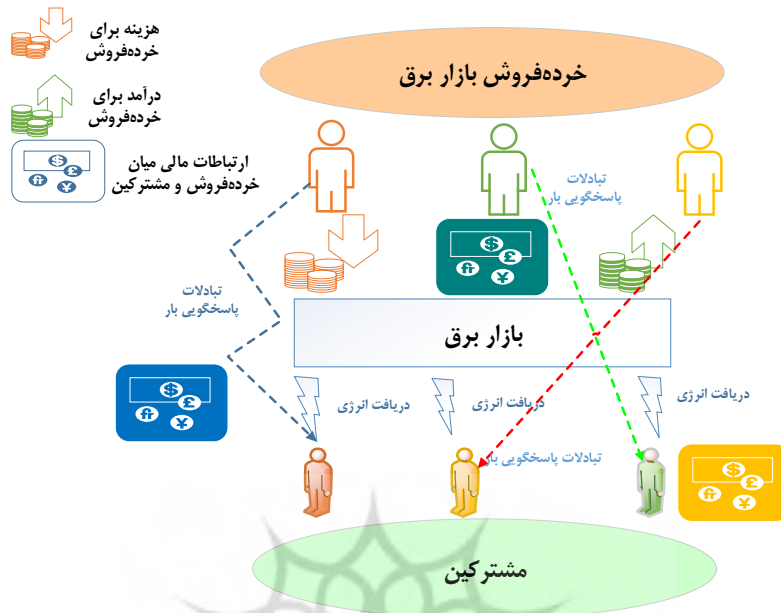 هزینه برای
خرده‌فروش
درآمد برای
خرده‌فروش
ارتباطات مالی میان
خرده‌فروش و مشترکین
خرده‌فروش بازار برق
تبادلات
پاسخگویی بار
تبادلات
پاسخگویی بار
بازار برق
دریافت انرژی
دریافت انرژی
دریافت انرژی
تبادلات پاسخگویی بار
مشترکین